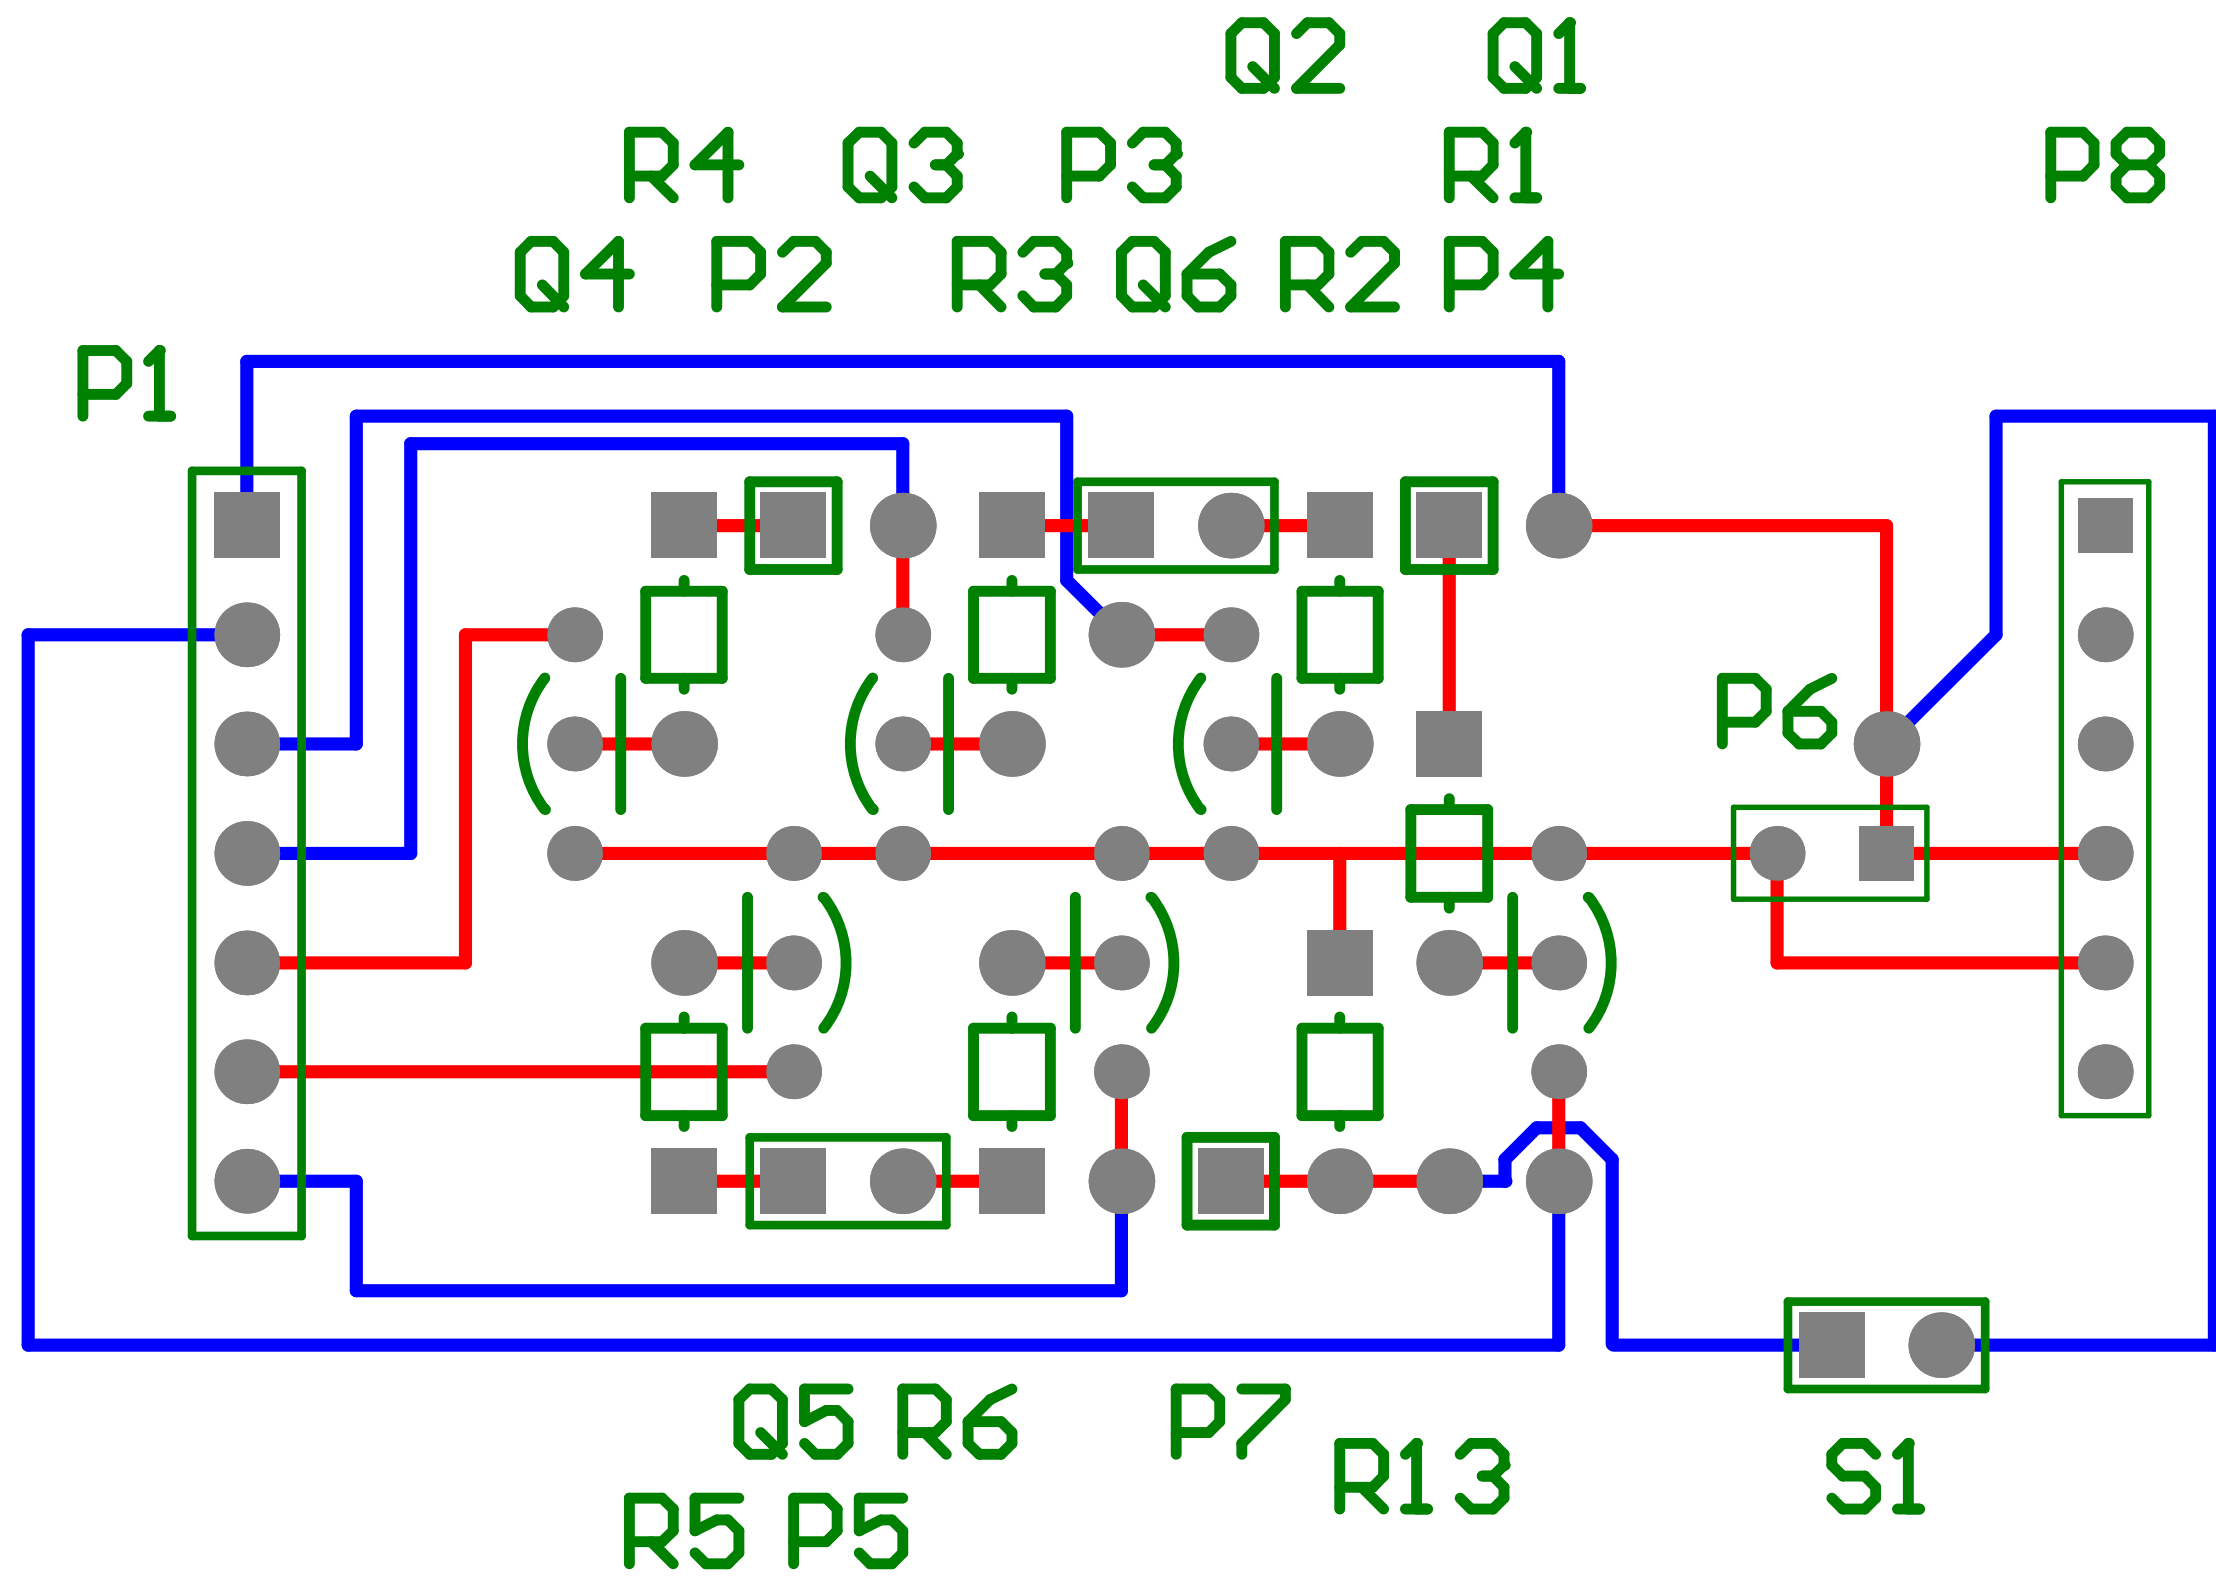 Q2 Q1
R4 Q3 P3 R1 P8
Q4 P2 R3 Q6 R2 P4
P1
P6
Q5 R6 P7
R13 S1
R5 P5